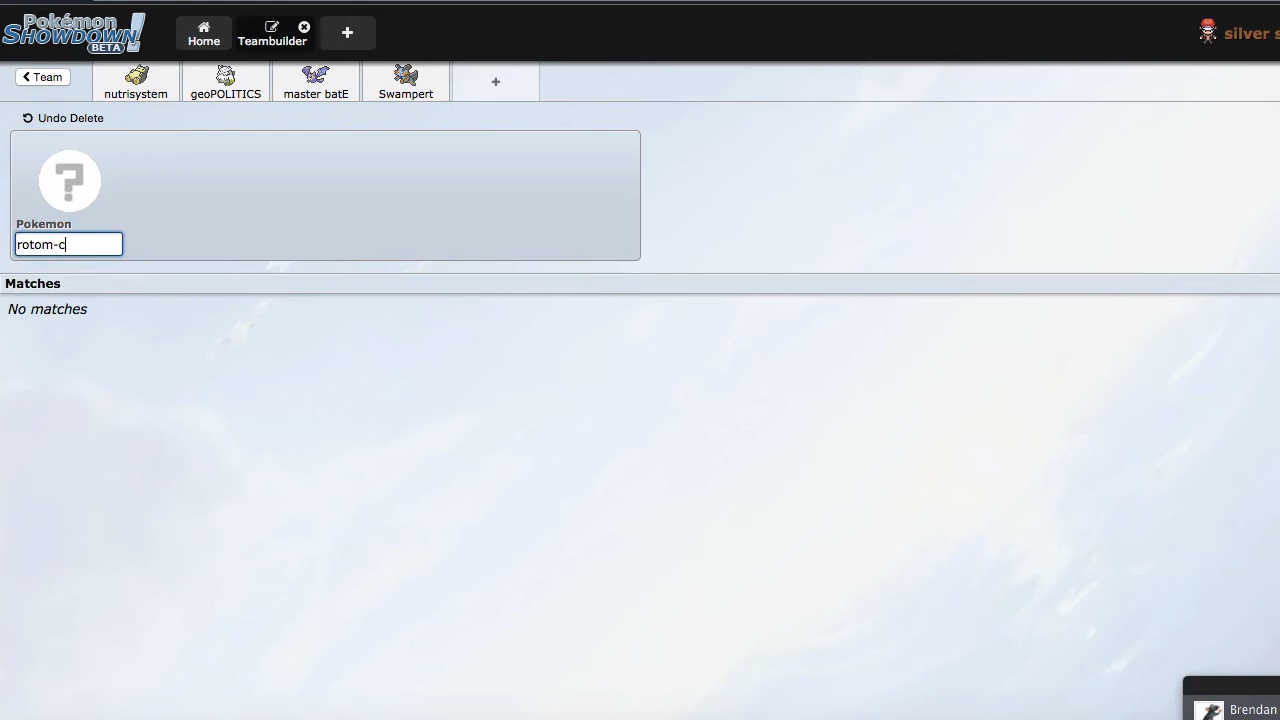 Pokémon
SHOWDOWN!
BETA
Home
Teambuilder
+
silver s
Team
nutrisystem
geoPOLITICS
master batE
Swampert
+
Undo Delete
?
Pokemon
rotom-c
Matches
No matches
Brendan